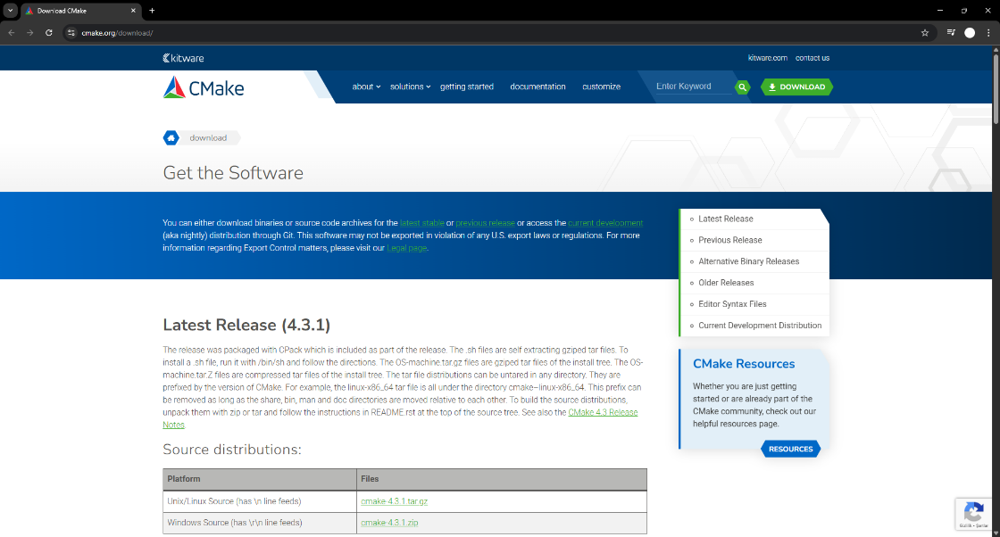 Download CMake
cmake.org/download/
kitware
kitware.com contact us
CMake
about solutions getting started documentation customize Enter Keyword DOWNLOAD
download
Get the Software
You can either download binaries or source code archives for the latest stable or previous release or access the current development
(aka nightly) distribution through Git. This software may not be exported in violation of any U.S. export laws or regulations. For more
information regarding Export Control matters, please visit our Legal page.
Latest Release
Previous Release
Alternative Binary Releases
Older Releases
Editor Syntax Files
Current Development Distribution
Latest Release (4.3.1)
The release was packaged with CPack which is included as part of the release. The .sh files are self extracting gziped tar files. To
install a .sh file, run it with /bin/sh and follow the directions. The OS-machine.tar.gz files are gziped tar files of the install tree. The OS-
machine.tar.Z files are compressed tar files of the install tree. The tar file distributions can be untared in any directory. They are
prefixed by the version of CMake. For example, the linux-x86_64 tar file is all under the directory cmake–linux-x86_64. This prefix can
be removed as long as the share, bin, man and doc directories are moved relative to each other. To build the source distributions,
unpack them with zip or tar and follow the instructions in README.rst at the top of the source tree. See also the CMake 4.3 Release
Notes
CMake Resources
Whether you are just getting
started or are already part of the
CMake community, check out our
helpful resources page.
RESOURCES
Source distributions:
Platform Files
Unix/Linux Source (has \n line feeds) cmake-4.3.1.tar.gz
Windows Source (has \r\n line feeds) cmake-4.3.1.zip
Gizlilik - Şartlar